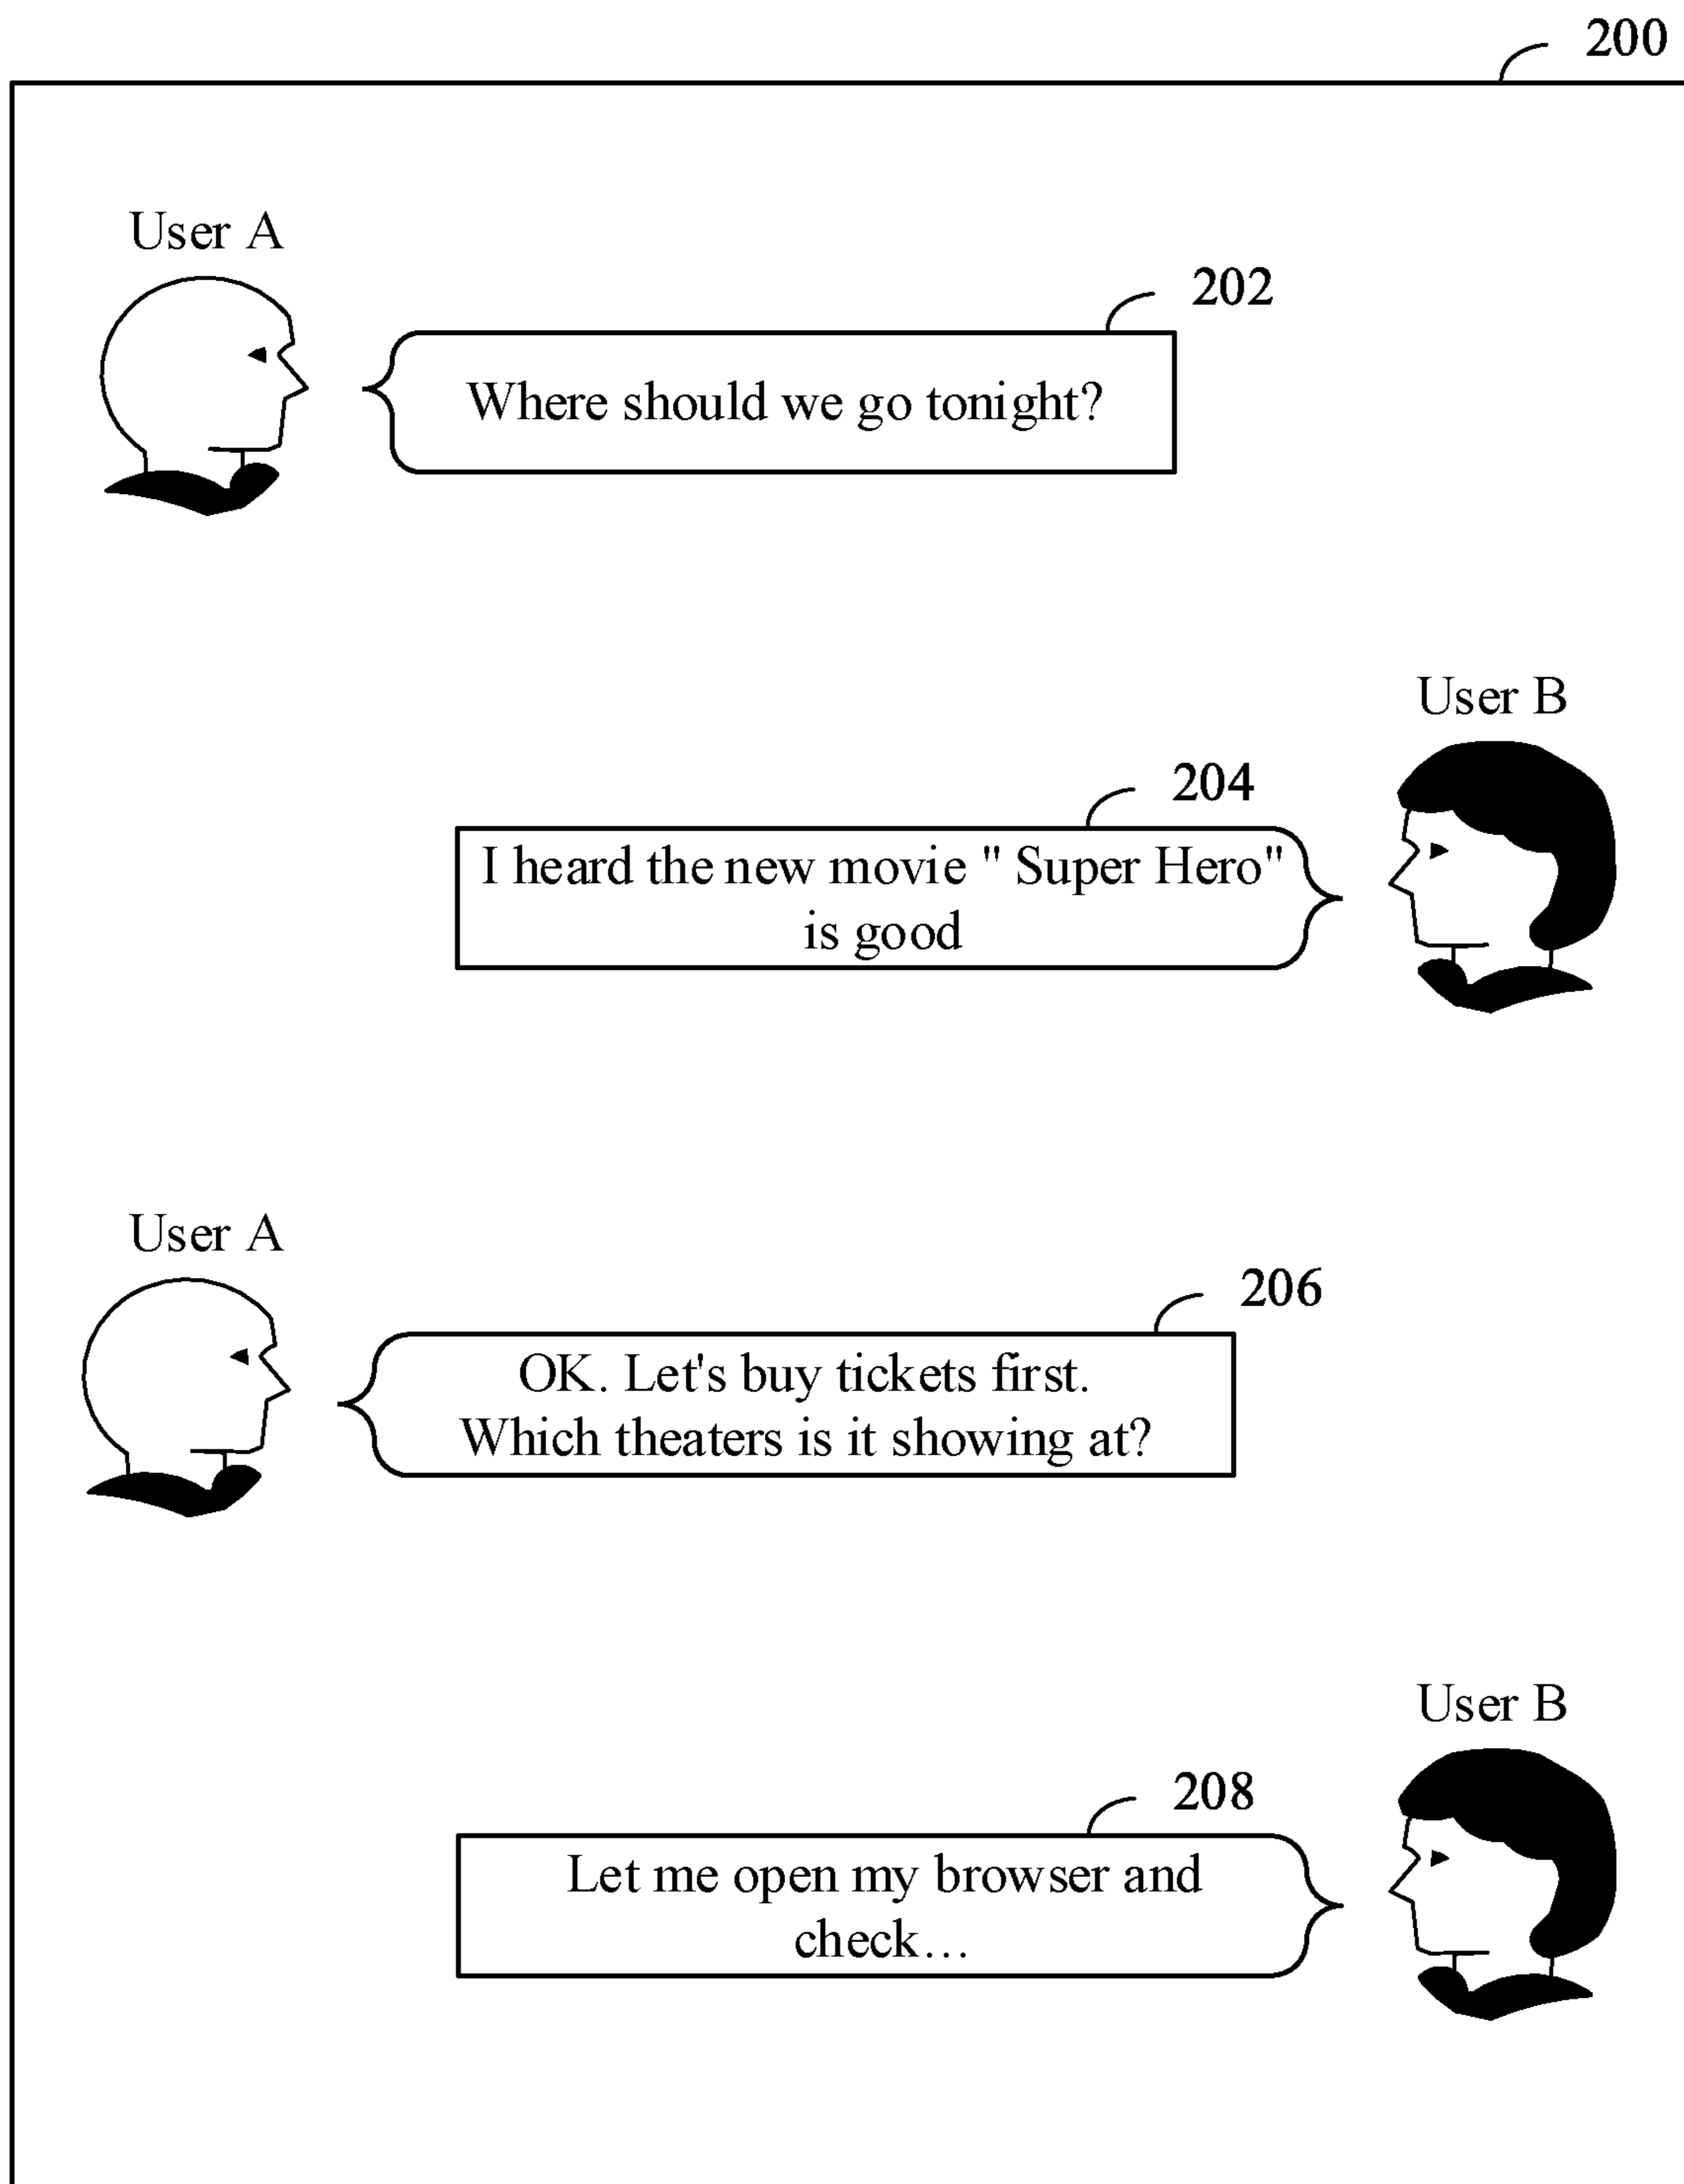 200
User A
202
Where should we go tonight?
User B
204
I heard the new movie " Super Hero"
is good
User A
206
OK. Let's buy tickets first.
Which theaters is it showing at?
User B
208
Let me open my browser and
check…